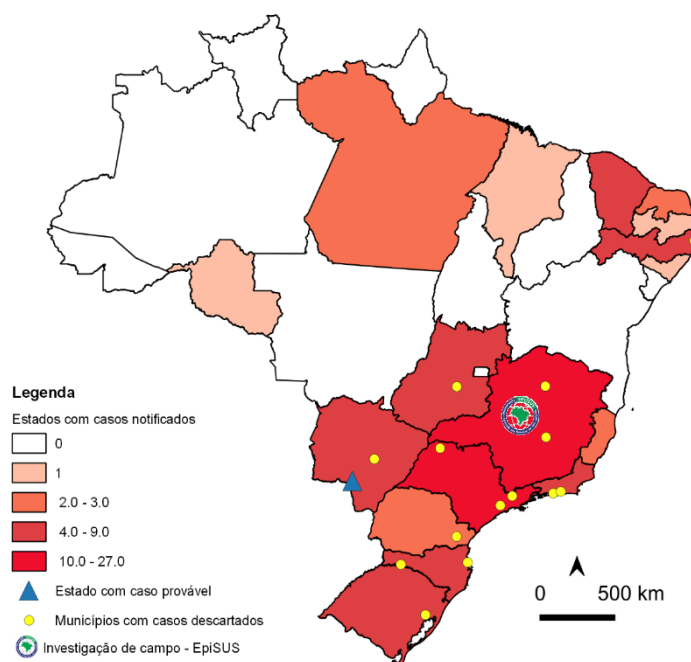 Legenda
Estados com casos notificados
0
1
2.0 - 3.0
4.0 - 9.0
10.0 - 27.0
Estado com caso provável
Municípios com casos descartados
Investigação de campo - EpiSUS
0 500 km